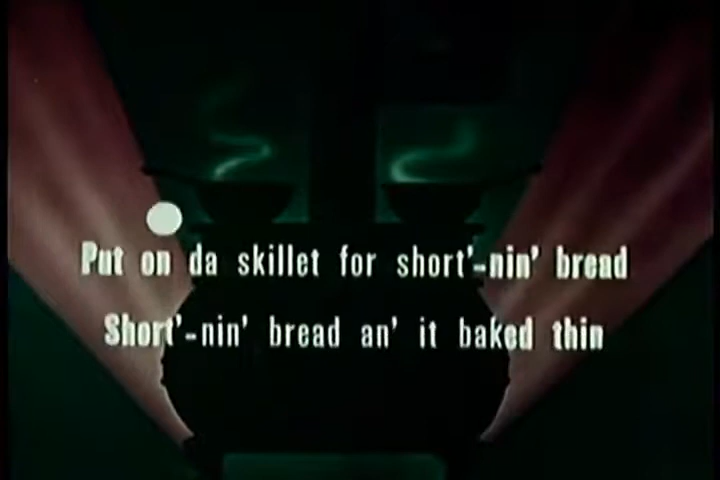 Put on da skillet for short'-nin' bread
Short'-nin' bread an' it baked thin